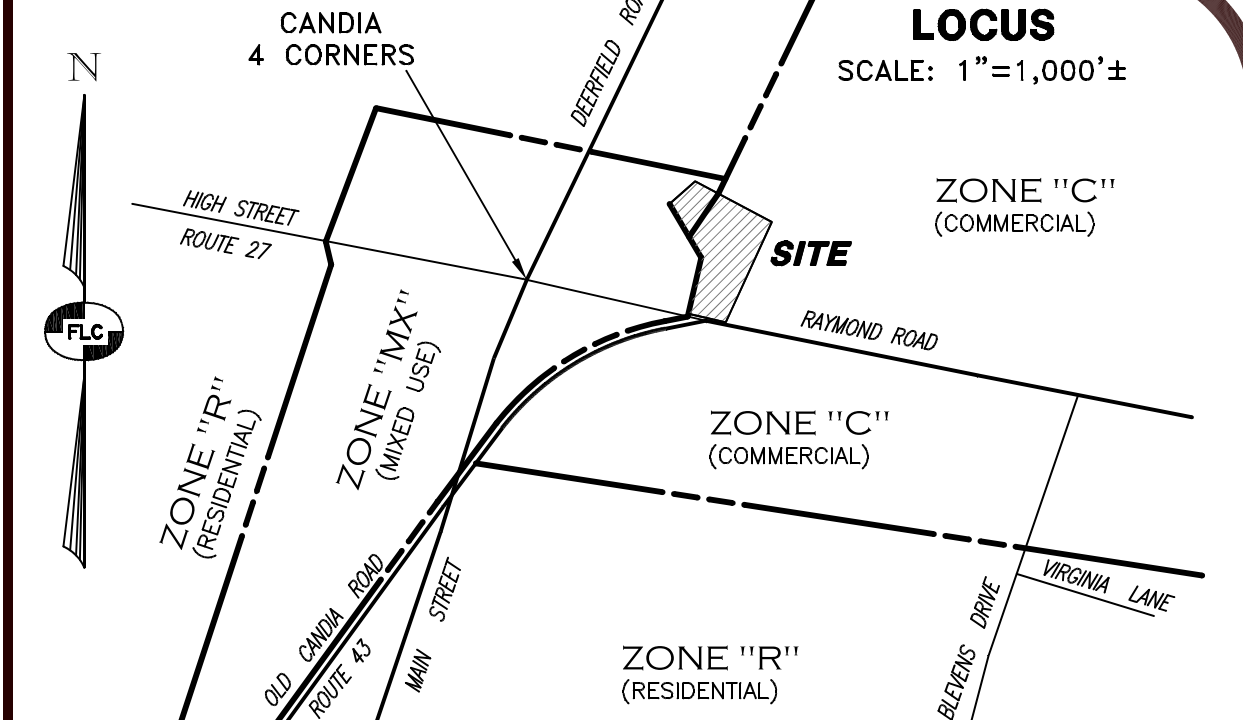 CANDIA
4 CORNERS
LOCUS
SCALE: 1"=1,000'±
N
DEERFIELD
ZONE "C"
(COMMERCIAL)
HIGH STREET
ROUTE 27
SITE
FLC
RAYMOND ROAD
ZONE "MX"
(MIXED USE)
ZONE "R"
(RESIDENTIAL)
ZONE "C"
(COMMERCIAL)
OLD CANDIA ROAD
ROUTE 43
MAIN STREET
VIRGINIA LANE
BLEVENS DRIVE
ZONE "R"
(RESIDENTIAL)